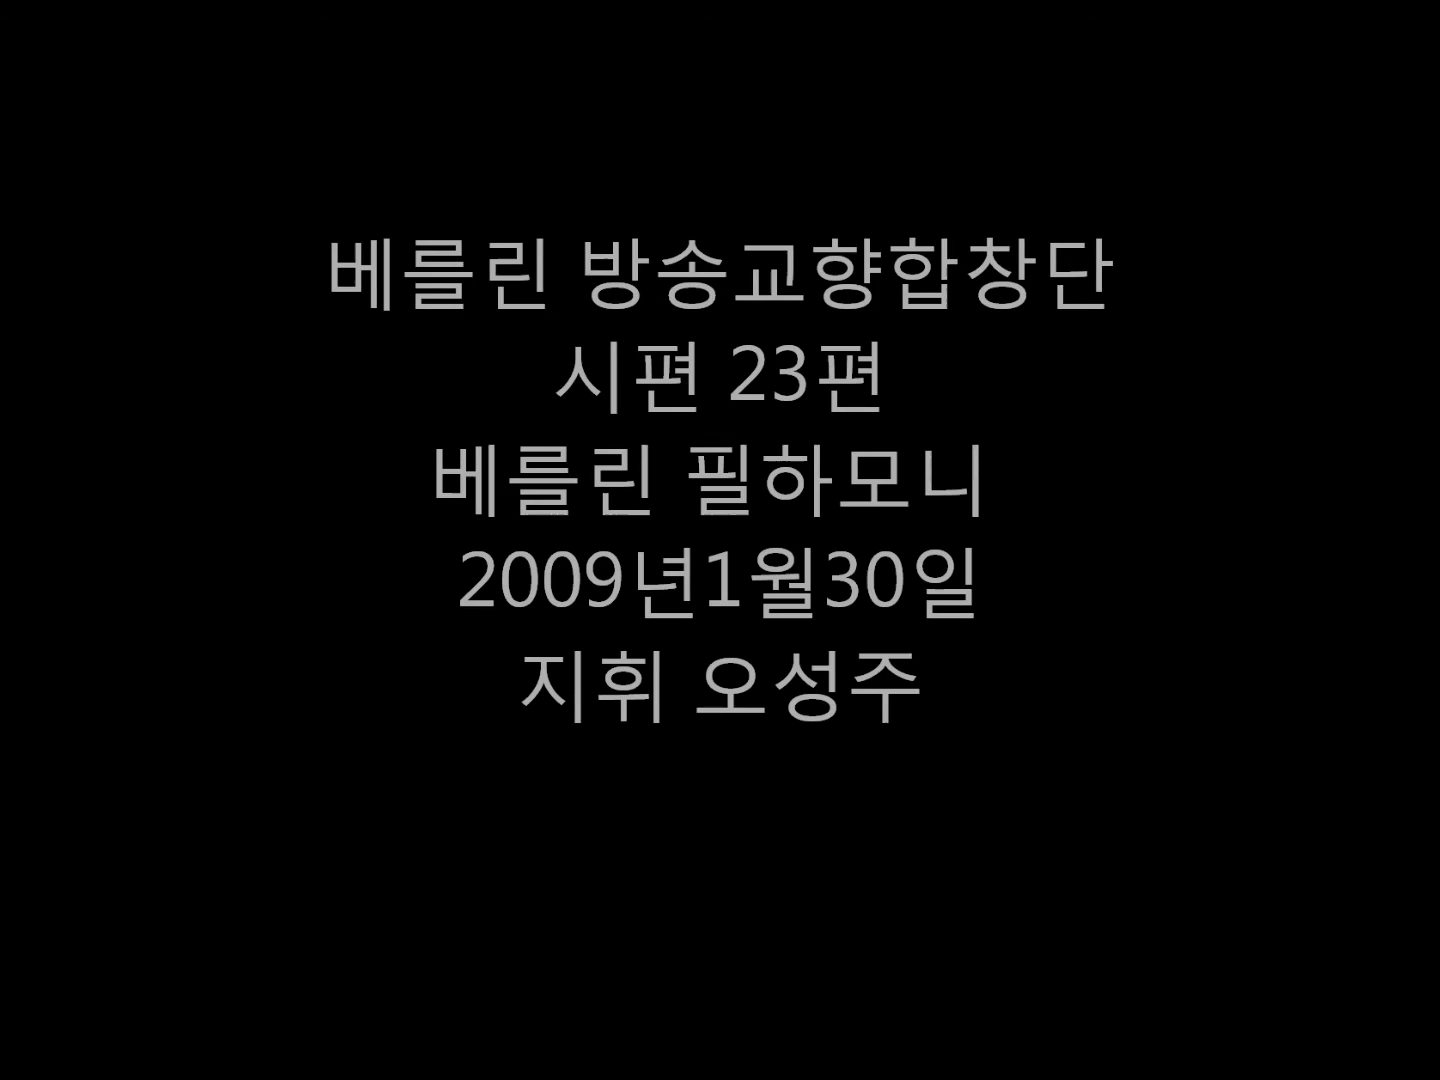 베를린 방송교향합창단
시편 23편
베를린 필하모니
2009년1월30일
지휘 오성주